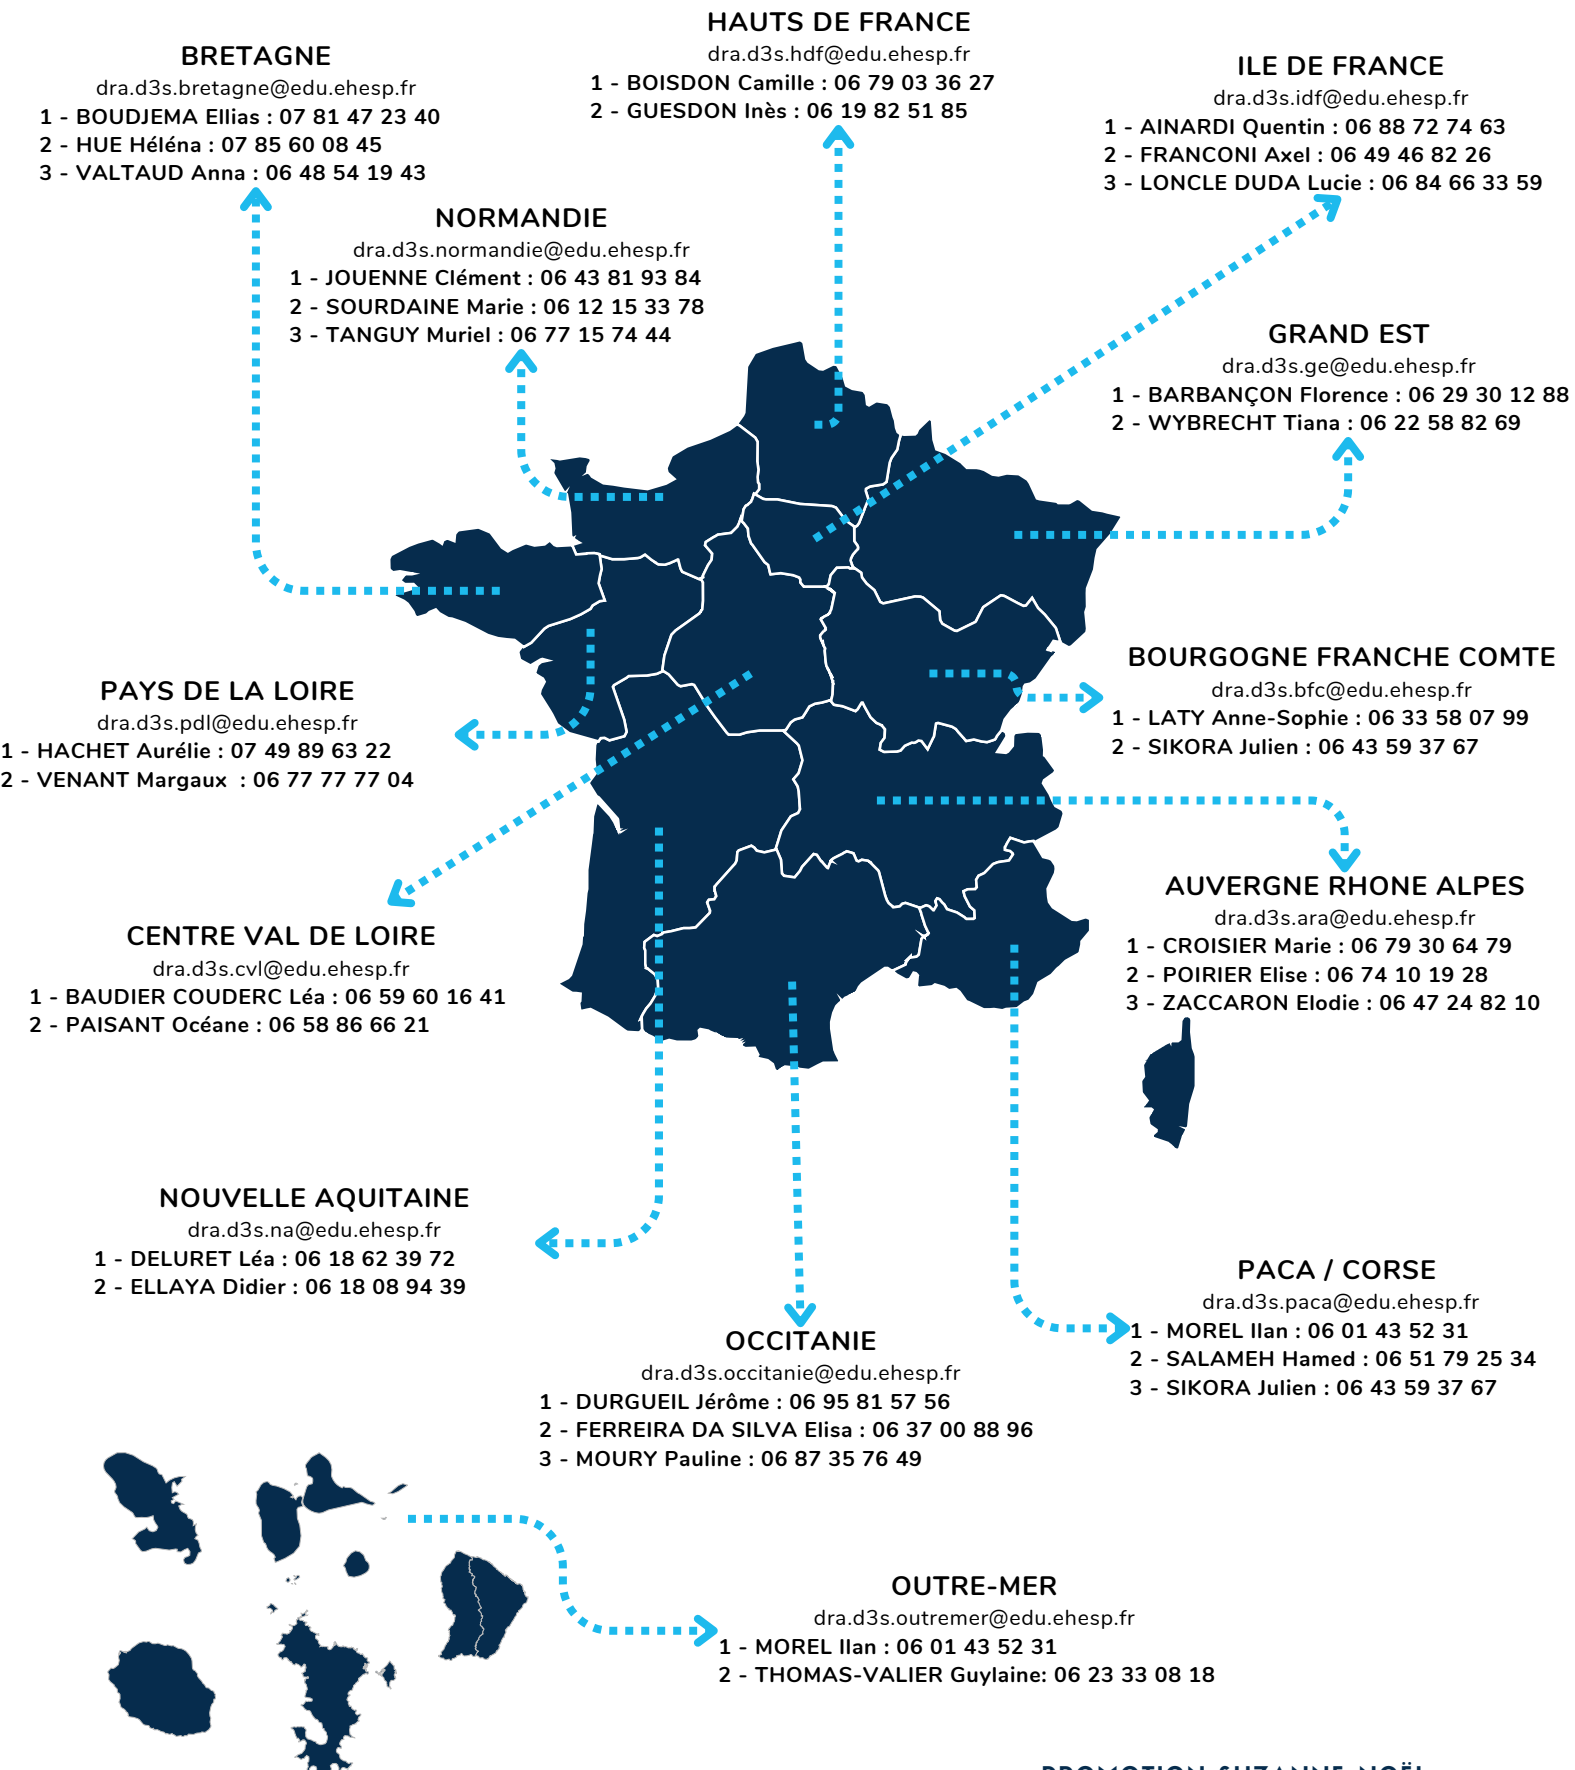 HAUTS DE FRANCE
dra.d3s.hdf@edu.ehesp.fr
1 - BOISDON Camille : 06 79 03 36 27
2 - GUESDON Inès : 06 19 82 51 85
BRETAGNE
dra.d3s.bretagne@edu.ehesp.fr
1 - BOUDJEMA Ellias : 07 81 47 23 40
2 - HUE Héléna : 07 85 60 08 45
3 - VALTAUD Anna : 06 48 54 19 43
ILE DE FRANCE
dra.d3s.idf@edu.ehesp.fr
1 - AINARDI Quentin : 06 88 72 74 63
2 - FRANCONI Axel : 06 49 46 82 26
3 - LONCLE DUDA Lucie : 06 84 66 33 59
NORMANDIE
dra.d3s.normandie@edu.ehesp.fr
1 - JOUENNE Clément : 06 43 81 93 84
2 - SOURDAINE Marie : 06 12 15 33 78
3 - TANGUY Muriel : 06 77 15 74 44
GRAND EST
dra.d3s.ge@edu.ehesp.fr
1 - BARBANÇON Florence : 06 29 30 12 88
2 - WYBRECHT Tiana : 06 22 58 82 69
BOURGOGNE FRANCHE COMTE
dra.d3s.bfc@edu.ehesp.fr
1 - LATY Anne-Sophie : 06 33 58 07 99
2 - SIKORA Julien : 06 43 59 37 67
PAYS DE LA LOIRE
dra.d3s.pdl@edu.ehesp.fr
1 - HACHET Aurélie : 07 49 89 63 22
2 - VENANT Margaux : 06 77 77 77 04
AUVERGNE RHONE ALPES
dra.d3s.ara@edu.ehesp.fr
1 - CROISIER Marie : 06 79 30 64 79
2 - POIRIER Elise : 06 74 10 19 28
3 - ZACCARON Elodie : 06 47 24 82 10
CENTRE VAL DE LOIRE
dra.d3s.cvl@edu.ehesp.fr
1 - BAUDIER COUDERC Léa : 06 59 60 16 41
2 - PAISANT Océane : 06 58 86 66 21
NOUVELLE AQUITAINE
dra.d3s.na@edu.ehesp.fr
1 - DELURET Léa : 06 18 62 39 72
2 - ELLAYA Didier : 06 18 08 94 39
PACA / CORSE
dra.d3s.paca@edu.ehesp.fr
1 - MOREL Ilan : 06 01 43 52 31
2 - SALAMEH Hamed : 06 51 79 25 34
3 - SIKORA Julien : 06 43 59 37 67
OCCITANIE
dra.d3s.occitanie@edu.ehesp.fr
1 - DURGUEIL Jérôme : 06 95 81 57 56
2 - FERREIRA DA SILVA Elisa : 06 37 00 88 96
3 - MOURY Pauline : 06 87 35 76 49
OUTRE-MER
dra.d3s.outremer@edu.ehesp.fr
1 - MOREL Ilan : 06 01 43 52 31
2 - THOMAS-VALIER Guylaine: 06 23 33 08 18
PROMOTION SUZANNE NOËL